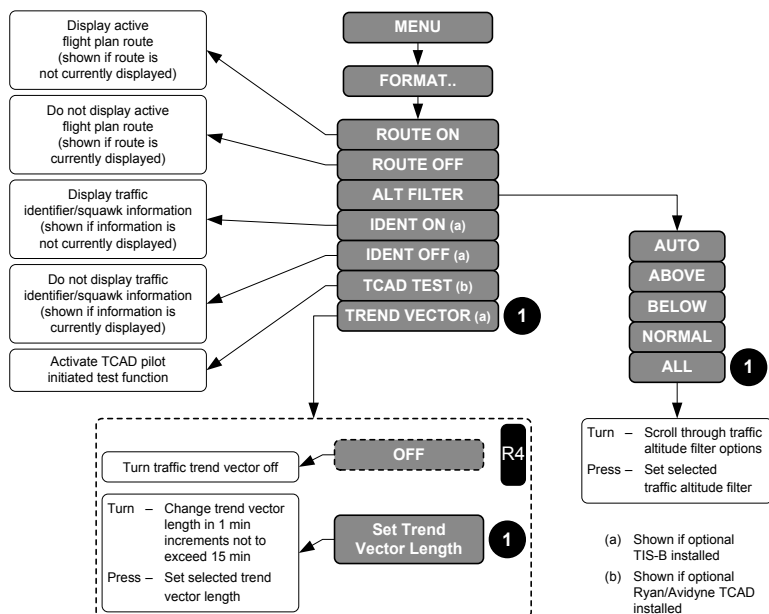 MENU
FORMAT..
ROUTE ON
ROUTE OFF
ALT FILTER
IDENT ON (a)
IDENT OFF (a)
TCAD TEST (b)
TREND VECTOR (a)
1
Display active
flight plan route
(shown if route is
not currently displayed)
Do not display active
flight plan route
(shown if route is
currently displayed)
Display traffic
identifier/squawk information
(shown if information is
not currently displayed)
Do not display traffic
identifier/squawk information
(shown if information is
currently displayed)
Activate TCAD pilot
initiated test function
AUTO
ABOVE
BELOW
NORMAL
ALL
1
Turn – Scroll through traffic
altitude filter options
Press – Set selected
traffic altitude filter
OFF
R4
Turn traffic trend vector off
Set Trend
Vector Length
1
Turn – Change trend vector
length in 1 min
increments not to
exceed 15 min
Press – Set selected trend
vector length
(a) Shown if optional
TIS-B installed
(b) Shown if optional
Ryan/Avidyne TCAD
installed